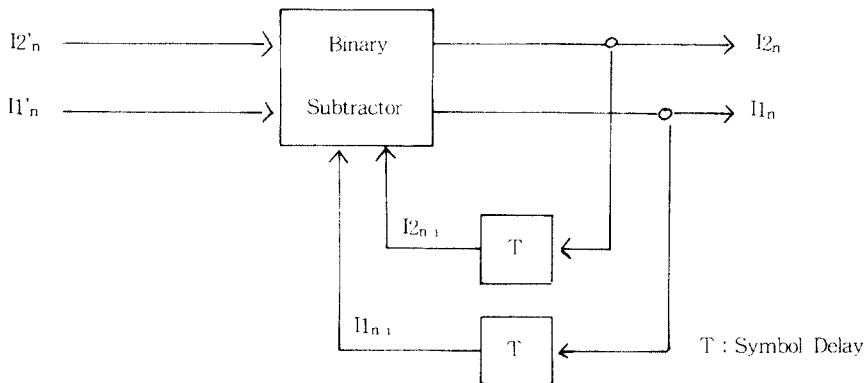 I2'ₙ
Binary
I2ₙ
I1'ₙ
Subtractor
I1ₙ
I2ₙ₋₁
T
I1ₙ₋₁
T
T : Symbol Delay